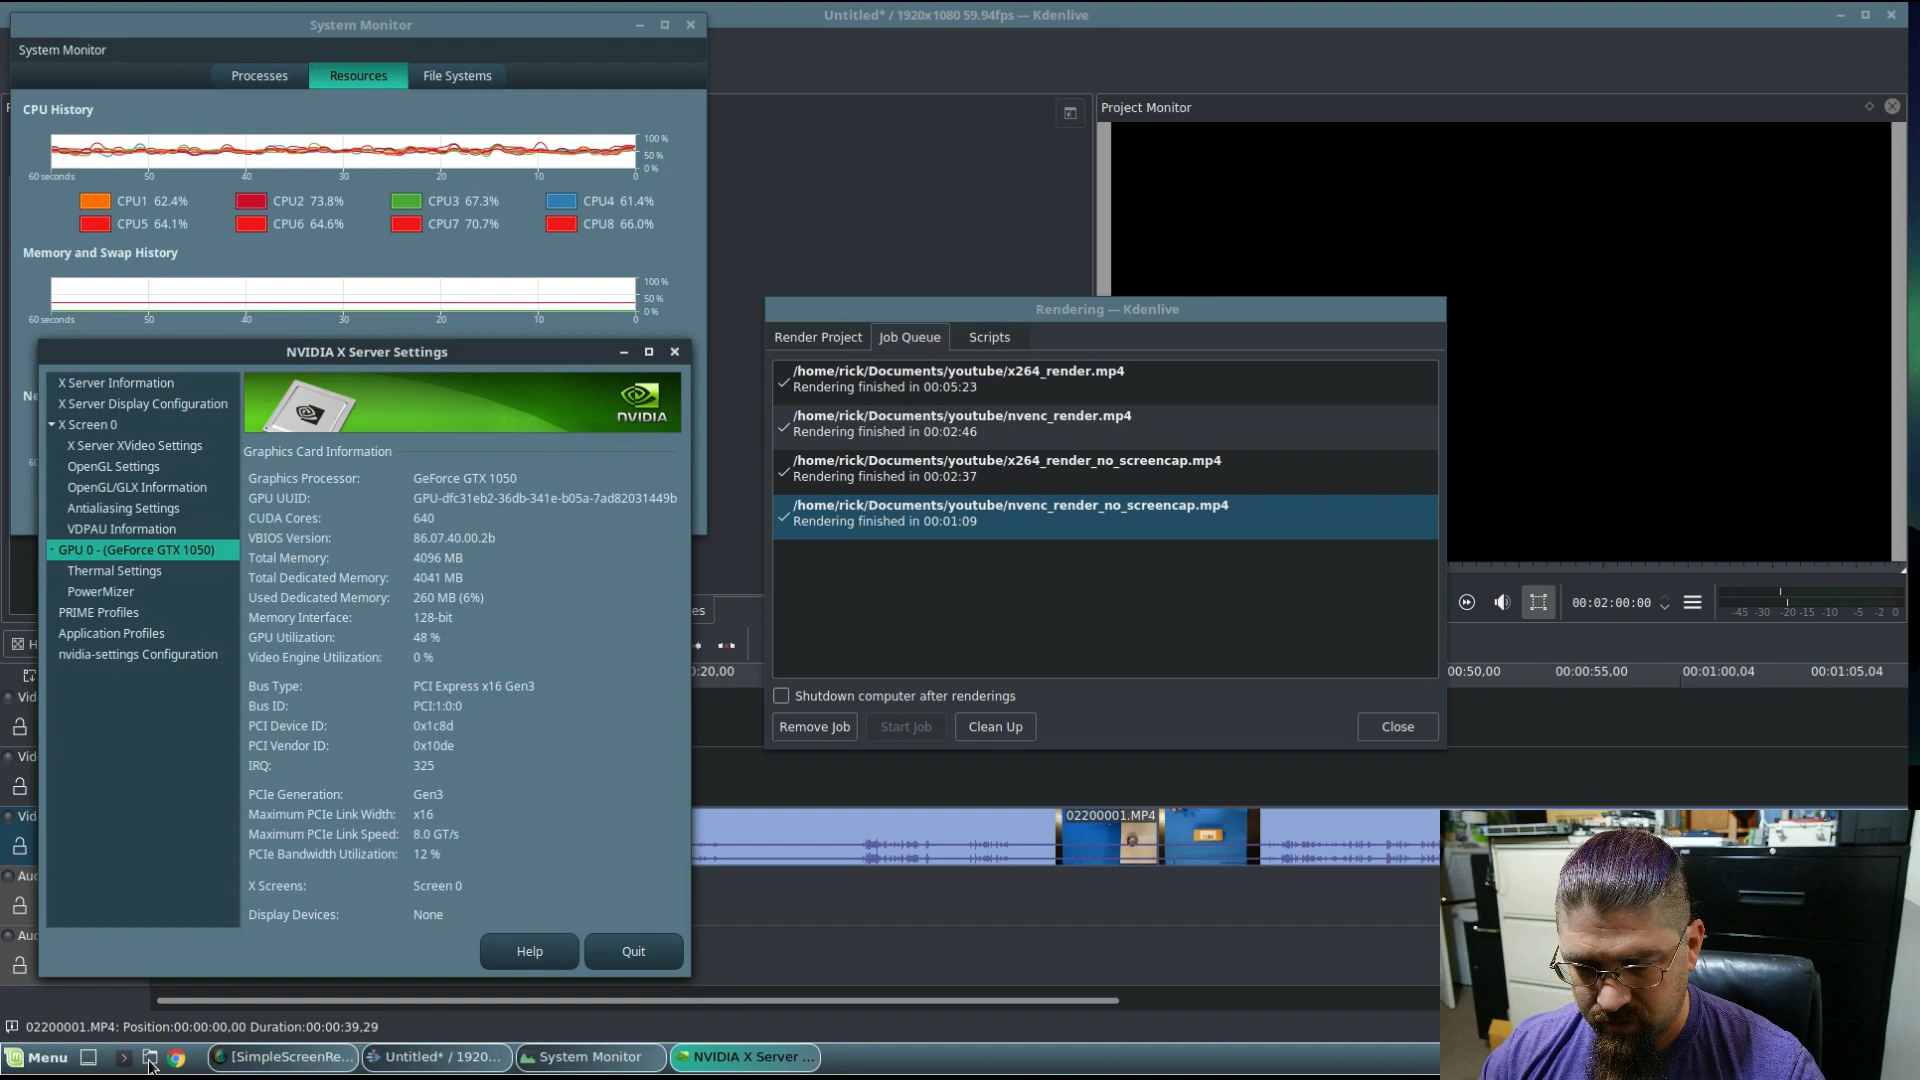 System Monitor
Untitled* / 1920x1080 59.94fps — Kdenlive
System Monitor
Processes
Resources
File Systems
CPU History
100 %
50 %
0 %
60 seconds
50
40
30
20
10
0
CPU1 62.4%
CPU2 73.8%
CPU3 67.3%
CPU4 61.4%
CPU5 64.1%
CPU6 64.6%
CPU7 70.7%
CPU8 66.0%
Memory and Swap History
100 %
50 %
0 %
60 seconds
50
40
30
20
10
0
Ne
60
Project Monitor
NVIDIA X Server Settings
X Server Information
X Server Display Configuration
X Screen 0
X Server XVideo Settings
OpenGL Settings
OpenGL/GLX Information
Antialiasing Settings
VDPAU Information
GPU 0 - (GeForce GTX 1050)
Thermal Settings
PowerMizer
PRIME Profiles
Application Profiles
nvidia-settings Configuration
NVIDIA
Graphics Card Information
Graphics Processor: GeForce GTX 1050
GPU UUID: GPU-dfc31eb2-36db-341e-b05a-7ad82031449b
CUDA Cores: 640
VBIOS Version: 86.07.40.00.2b
Total Memory: 4096 MB
Total Dedicated Memory: 4041 MB
Used Dedicated Memory: 260 MB (6%)
Memory Interface: 128-bit
GPU Utilization: 48 %
Video Engine Utilization: 0 %
Bus Type: PCI Express x16 Gen3
Bus ID: PCI:1:0:0
PCI Device ID: 0x1c8d
PCI Vendor ID: 0x10de
IRQ: 325
PCIe Generation: Gen3
Maximum PCIe Link Width: x16
Maximum PCIe Link Speed: 8.0 GT/s
PCIe Bandwidth Utilization: 12 %
X Screens: Screen 0
Display Devices: None
Help
Quit
Rendering — Kdenlive
Render Project
Job Queue
Scripts
/home/rick/Documents/youtube/x264_render.mp4
Rendering finished in 00:05:23
/home/rick/Documents/youtube/nvenc_render.mp4
Rendering finished in 00:02:46
/home/rick/Documents/youtube/x264_render_no_screencap.mp4
Rendering finished in 00:02:37
/home/rick/Documents/youtube/nvenc_render_no_screencap.mp4
Rendering finished in 00:01:09
Shutdown computer after renderings
Remove Job
Start Job
Clean Up
Close
00:02:00:00
-45 -30 -20 -15 -10 -5 -2 0
es
H
0:20,00
00:50,00
00:00:55,00
00:01:00,04
00:01:05,04
Vid
Vid
Vid
Aud
Aud
02200001.MP4
02200001.MP4: Position:00:00:00,00 Duration:00:00:39,29
Menu
[SimpleScreenRe...
Untitled* / 1920...
System Monitor
NVIDIA X Server ...